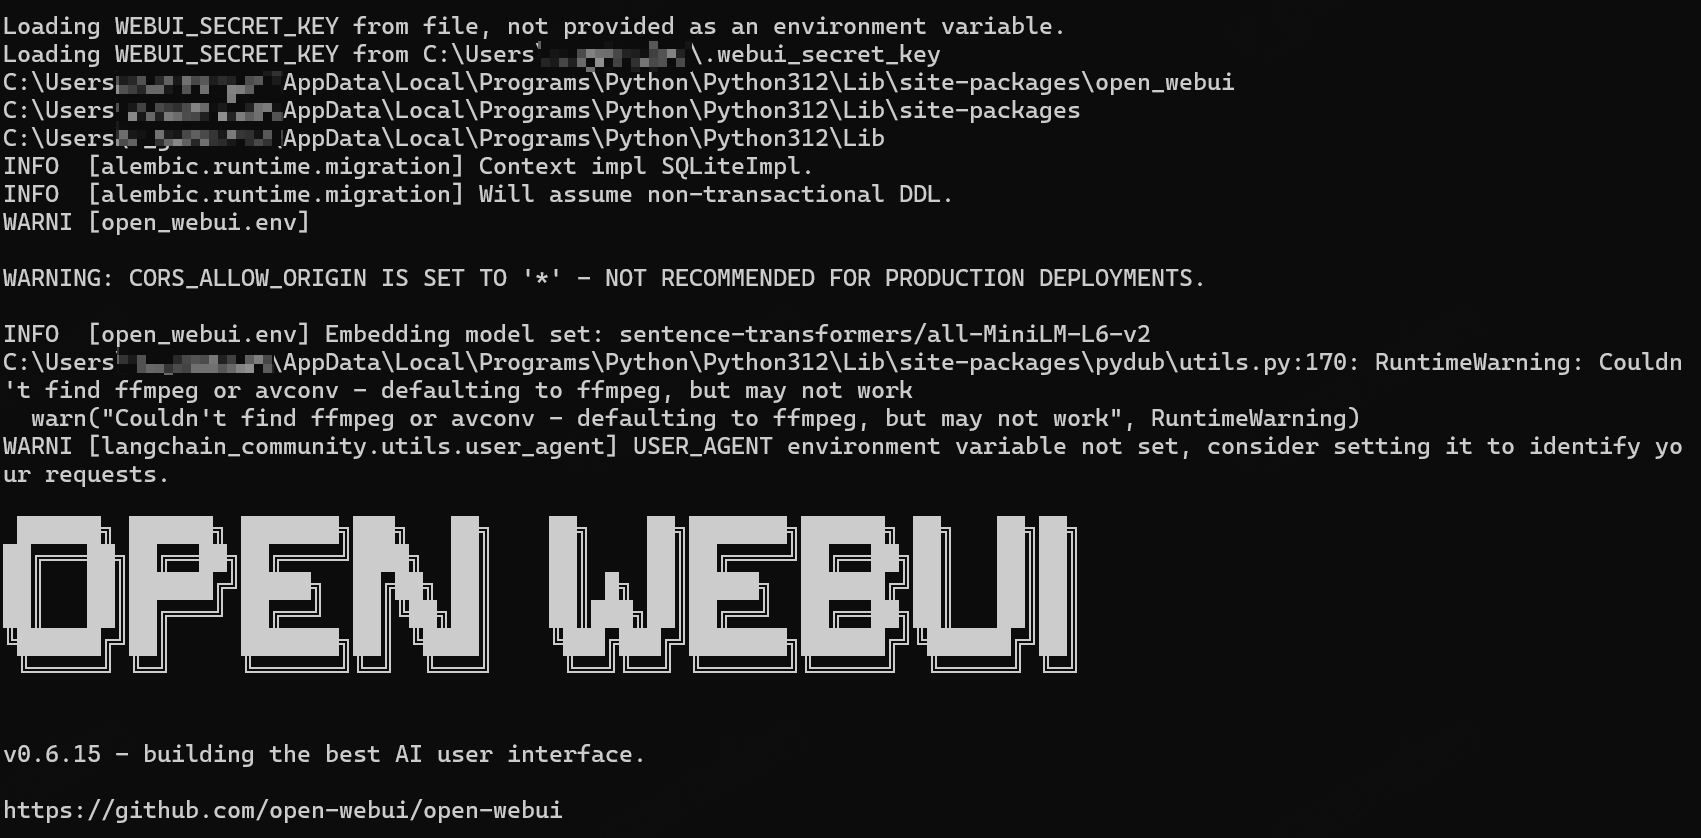 Loading WEBUI_SECRET_KEY from file, not provided as an environment variable.
Loading WEBUI_SECRET_KEY from C:\Users\.webui_secret_key
C:\Users AppData\Local\Programs\Python\Python312\Lib\site-packages\open_webui
C:\Users AppData\Local\Programs\Python\Python312\Lib\site-packages
C:\Users AppData\Local\Programs\Python\Python312\Lib
INFO  [alembic.runtime.migration] Context impl SQLiteImpl.
INFO  [alembic.runtime.migration] Will assume non-transactional DDL.
WARNI [open_webui.env]
WARNING: CORS_ALLOW_ORIGIN IS SET TO '*' - NOT RECOMMENDED FOR PRODUCTION DEPLOYMENTS.
INFO  [open_webui.env] Embedding model set: sentence-transformers/all-MiniLM-L6-v2
C:\Users \AppData\Local\Programs\Python\Python312\Lib\site-packages\pydub\utils.py:170: RuntimeWarning: Couldn
't find ffmpeg or avconv - defaulting to ffmpeg, but may not work
  warn("Couldn't find ffmpeg or avconv - defaulting to ffmpeg, but may not work", RuntimeWarning)
WARNI [langchain_community.utils.user_agent] USER_AGENT environment variable not set, consider setting it to identify yo
ur requests.
OPEN WEBUI
v0.6.15 - building the best AI user interface.
https://github.com/open-webui/open-webui